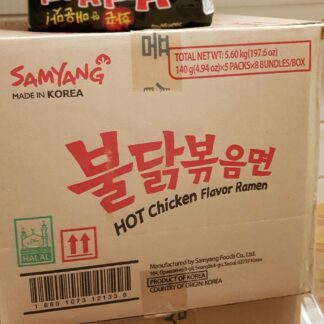 SAMYANG
MADE IN KOREA
TOTAL NET WT: 5.60 kg(197.6 oz)
140 g(4.94 oz)×5 PACKS×8 BUNDLES/BOX
불닭볶음면
HOT Chicken Flavor Ramen
HALAL
Manufactured by Samyang Foods Co., Ltd.
PRODUCT OF KOREA
COUNTRY OF ORIGIN: KOREA